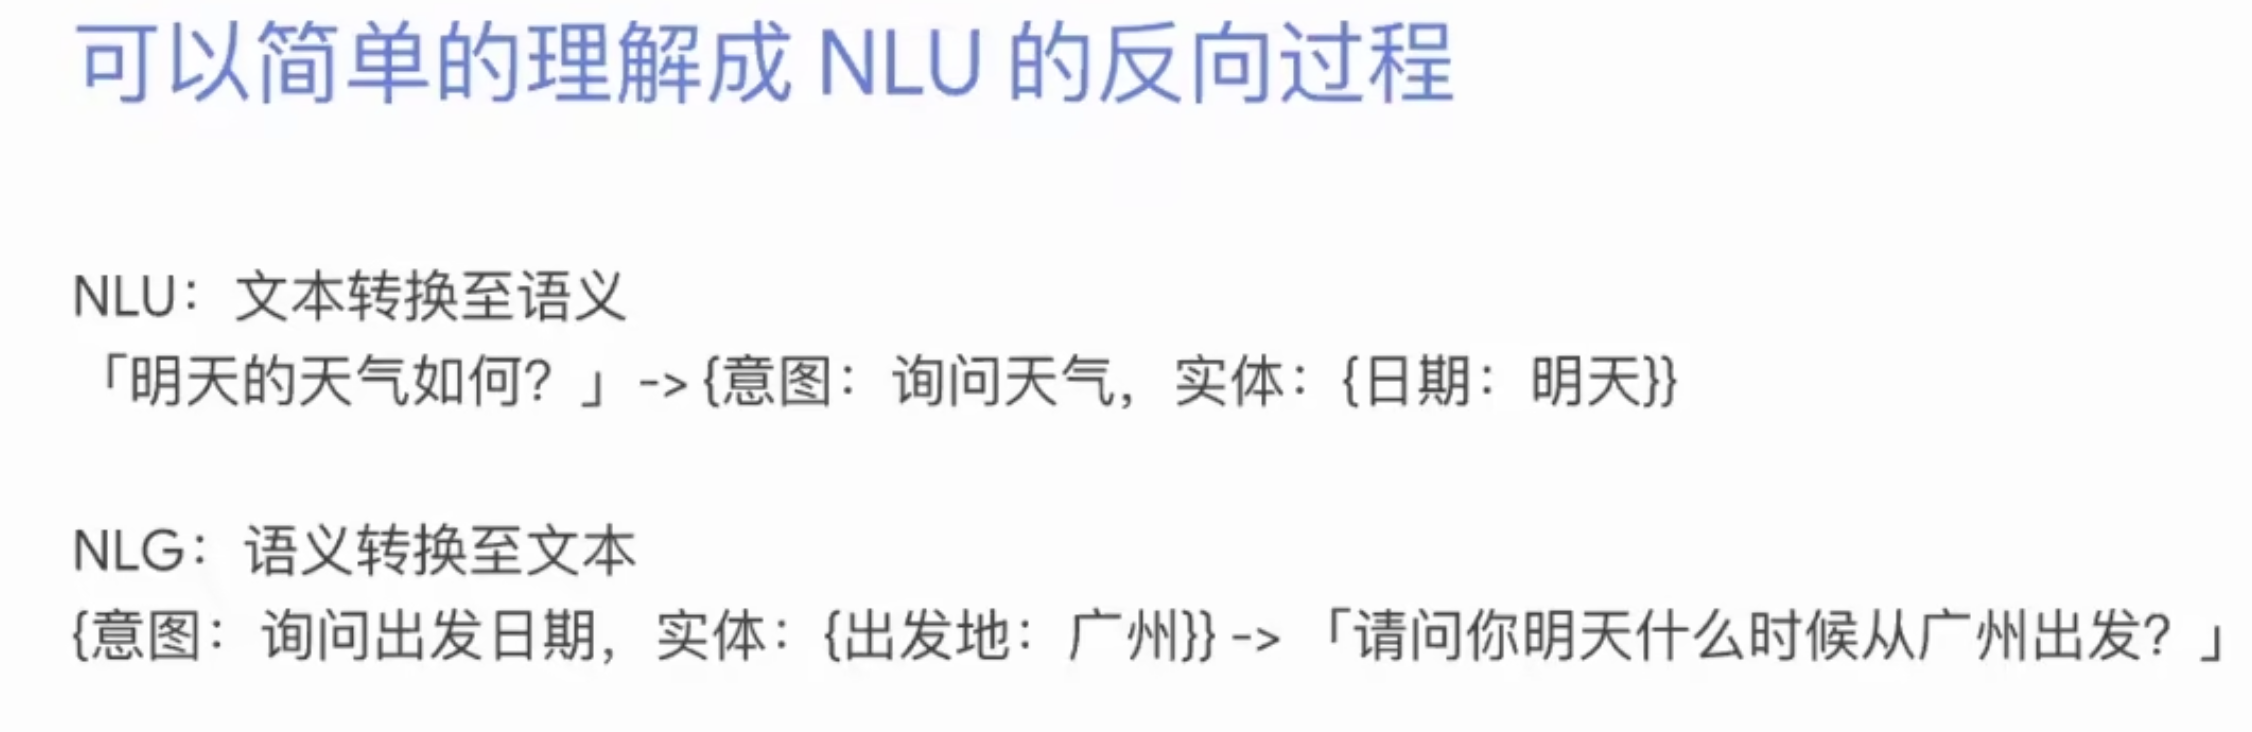 可以简单的理解成 NLU 的反向过程
NLU：文本转换至语义
「明天的天气如何？」-> {意图：询问天气，实体：{日期：明天}}
NLG：语义转换至文本
{意图：询问出发日期，实体：{出发地：广州}} -> 「请问你明天什么时候从广州出发？」